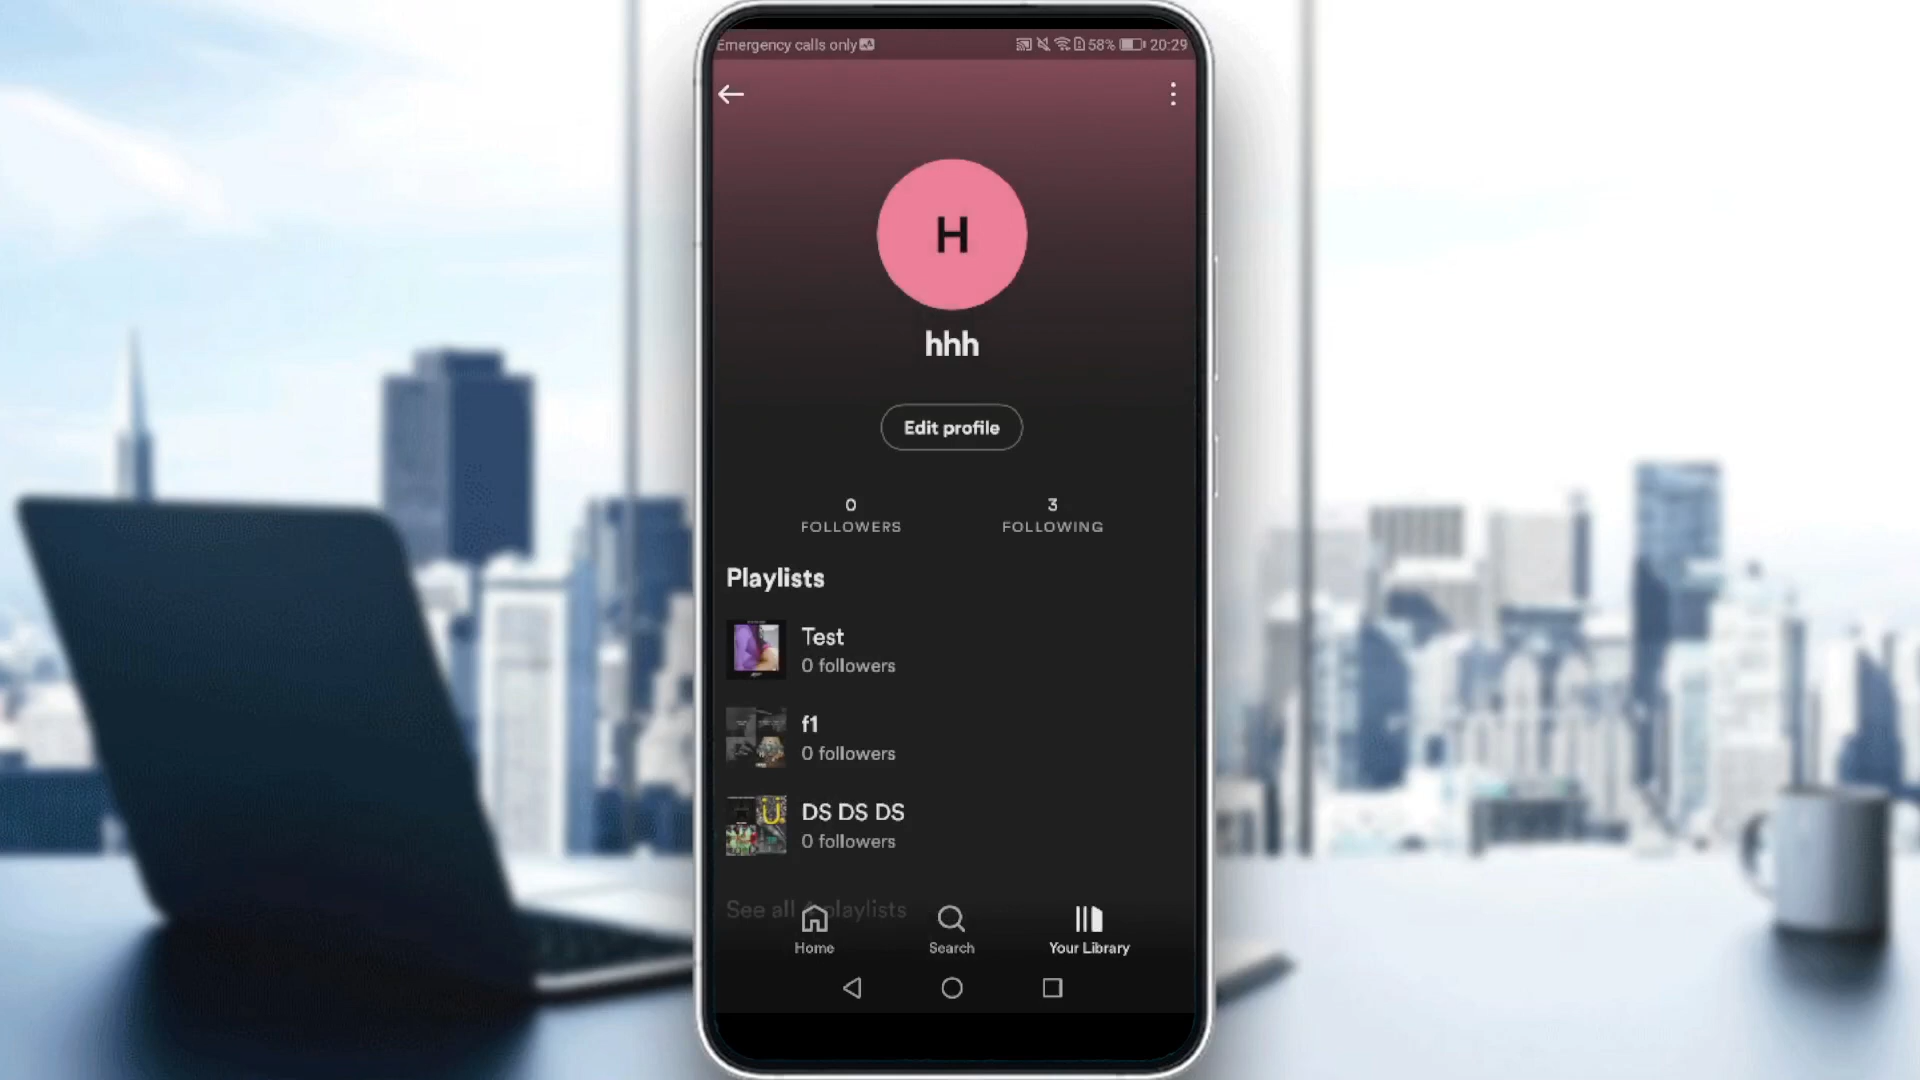 Emergency calls only 58% 20:29
H
hhh
Edit profile
0 3
FOLLOWERS FOLLOWING
Playlists
Test
0 followers
f1
0 followers
DS DS DS
0 followers
See all playlists
Home Search Your Library